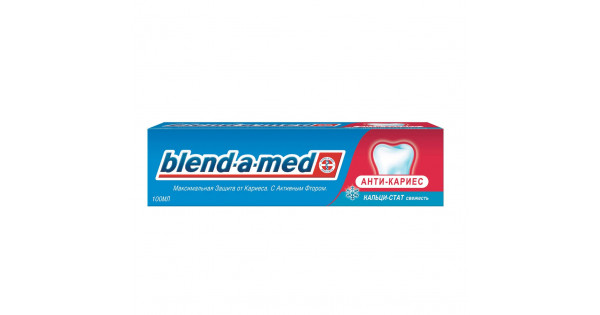 blend-a-med
Максимальная Защита от Кариеса. С Активным Фтором
100МЛ
АНТИ-КАРИЕС
КАЛЬЦИ-СТАТ свежесть